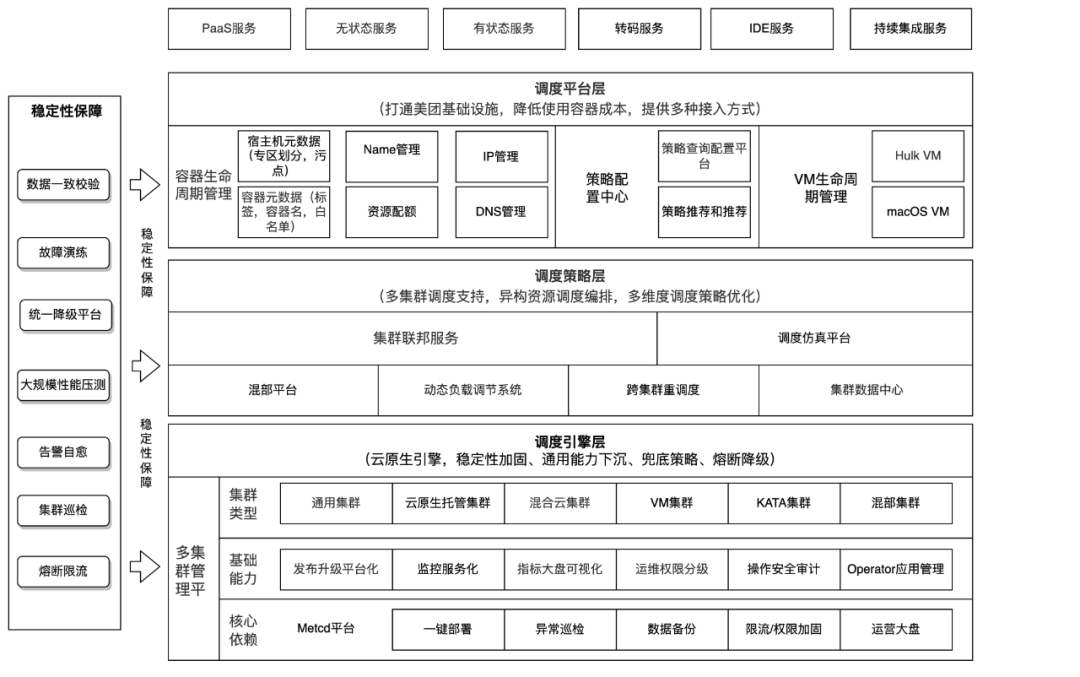 PaaS服务
无状态服务
有状态服务
转码服务
IDE服务
持续集成服务
稳定性保障
数据一致校验
故障演练
统一降级平台
大规模性能压测
告警自愈
集群巡检
熔断限流
稳定性保障
稳定性保障
调度平台层
(打通美团基础设施，降低使用容器成本，提供多种接入方式)
容器生命
周期管理
宿主机元数据
(专区划分，污
点)
Name管理
IP管理
容器元数据（标
签，容器名，白
名单）
资源配额
DNS管理
策略配
置中心
策略查询配置平
台
策略推荐和推荐
VM生命周
期管理
Hulk VM
macOS VM
调度策略层
(多集群调度支持，异构资源调度编排，多维度调度策略优化)
集群联邦服务
调度仿真平台
混部平台
动态负载调节系统
跨集群重调度
集群数据中心
调度引擎层
(云原生引擎，稳定性加固、通用能力下沉、兜底策略、熔断降级)
多集
群管
理平
集群
类型
通用集群
云原生托管集群
混合云集群
VM集群
KATA集群
混部集群
基础
能力
发布升级平台化
监控服务化
指标大盘可视化
运维权限分级
操作安全审计
Operator应用管理
核心
依赖
Metcd平台
一键部署
异常巡检
数据备份
限流/权限加固
运营大盘